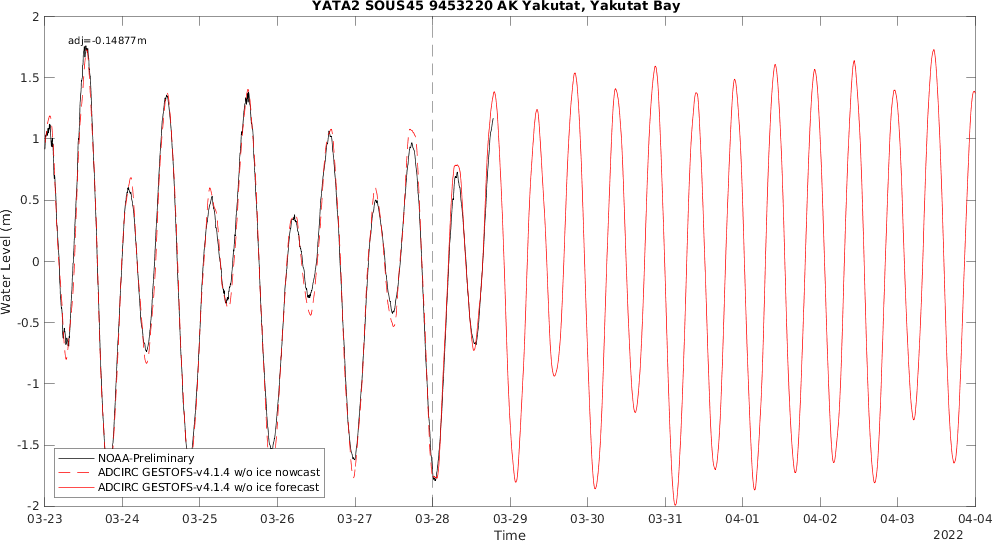 YATA2 SOUS45 9453220 AK Yakutat, Yakutat Bay
adj=-0.14877m
2
1.5
1
0.5
0
-0.5
-1
-1.5
-2
Water Level (m)
NOAA-Preliminary
ADCIRC GESTOFS-v4.1.4 w/o ice nowcast
ADCIRC GESTOFS-v4.1.4 w/o ice forecast
03-23 03-24 03-25 03-26 03-27 03-28 03-29 03-30 03-31 04-01 04-02 04-03 04-04
Time
2022